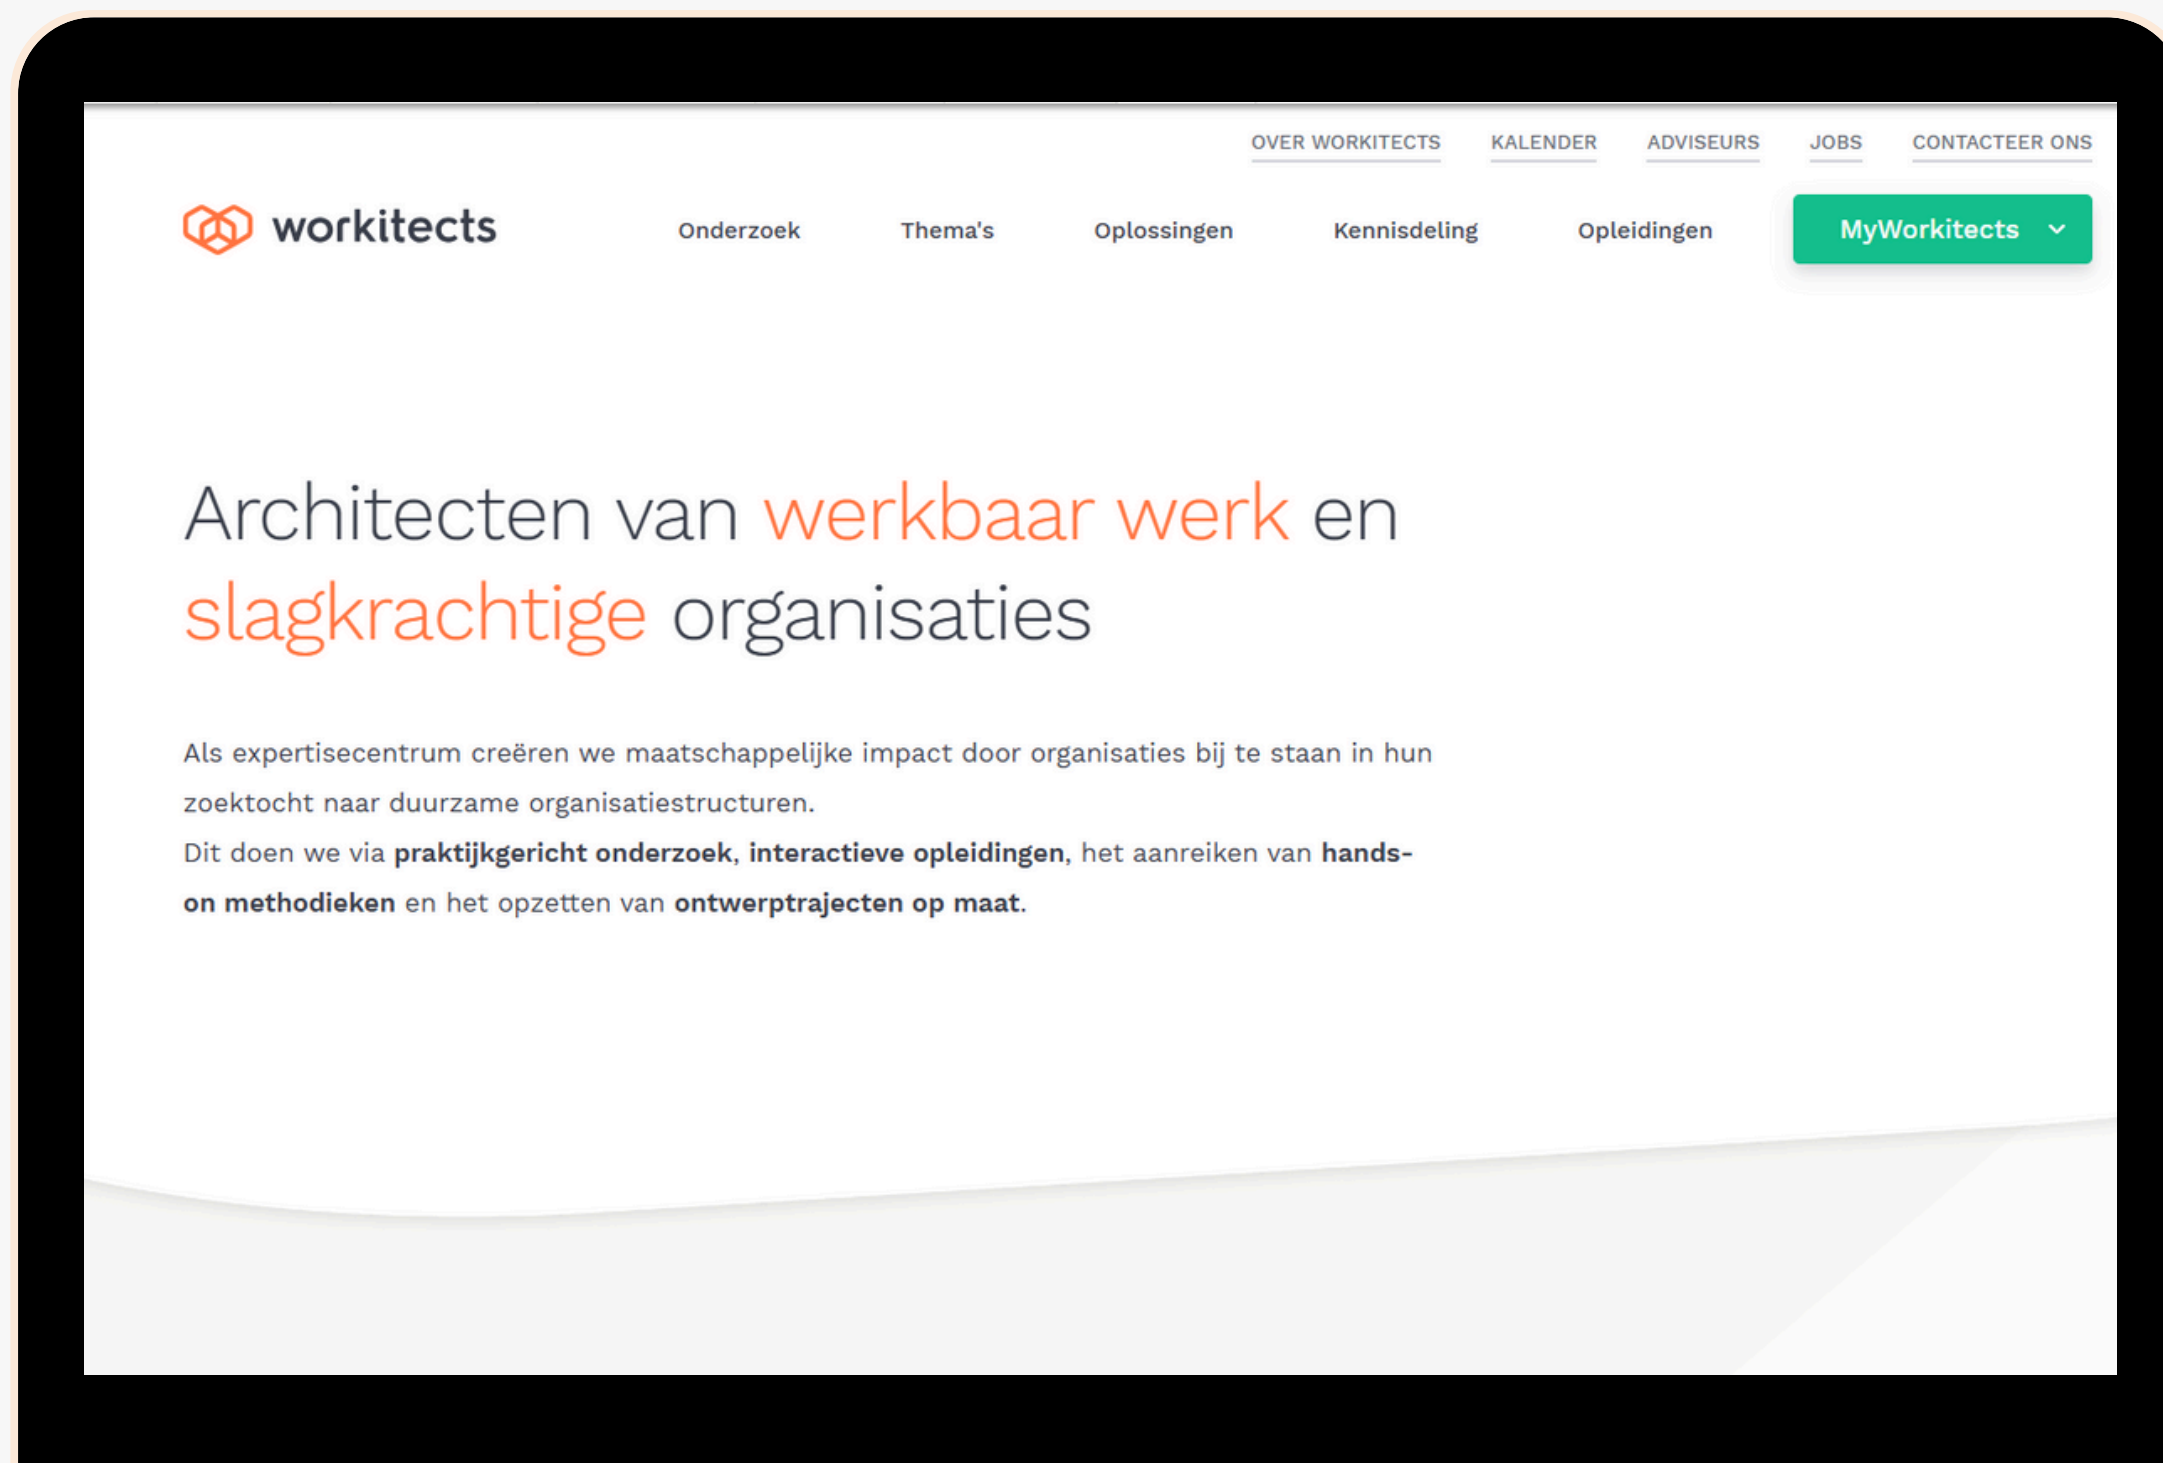 OVER WORKITECTS KALENDER ADVISEURS JOBS CONTACTEER ONS
workitects Onderzoek Thema's Oplossingen Kennisdeling Opleidingen MyWorkitects
Architecten van werkbaar werk en
slagkrachtige organisaties
Als expertisecentrum creëren we maatschappelijke impact door organisaties bij te staan in hun
zoektocht naar duurzame organisatiestructuren.
Dit doen we via praktijkgericht onderzoek, interactieve opleidingen, het aanreiken van hands-
on methodieken en het opzetten van ontwerptrajecten op maat.